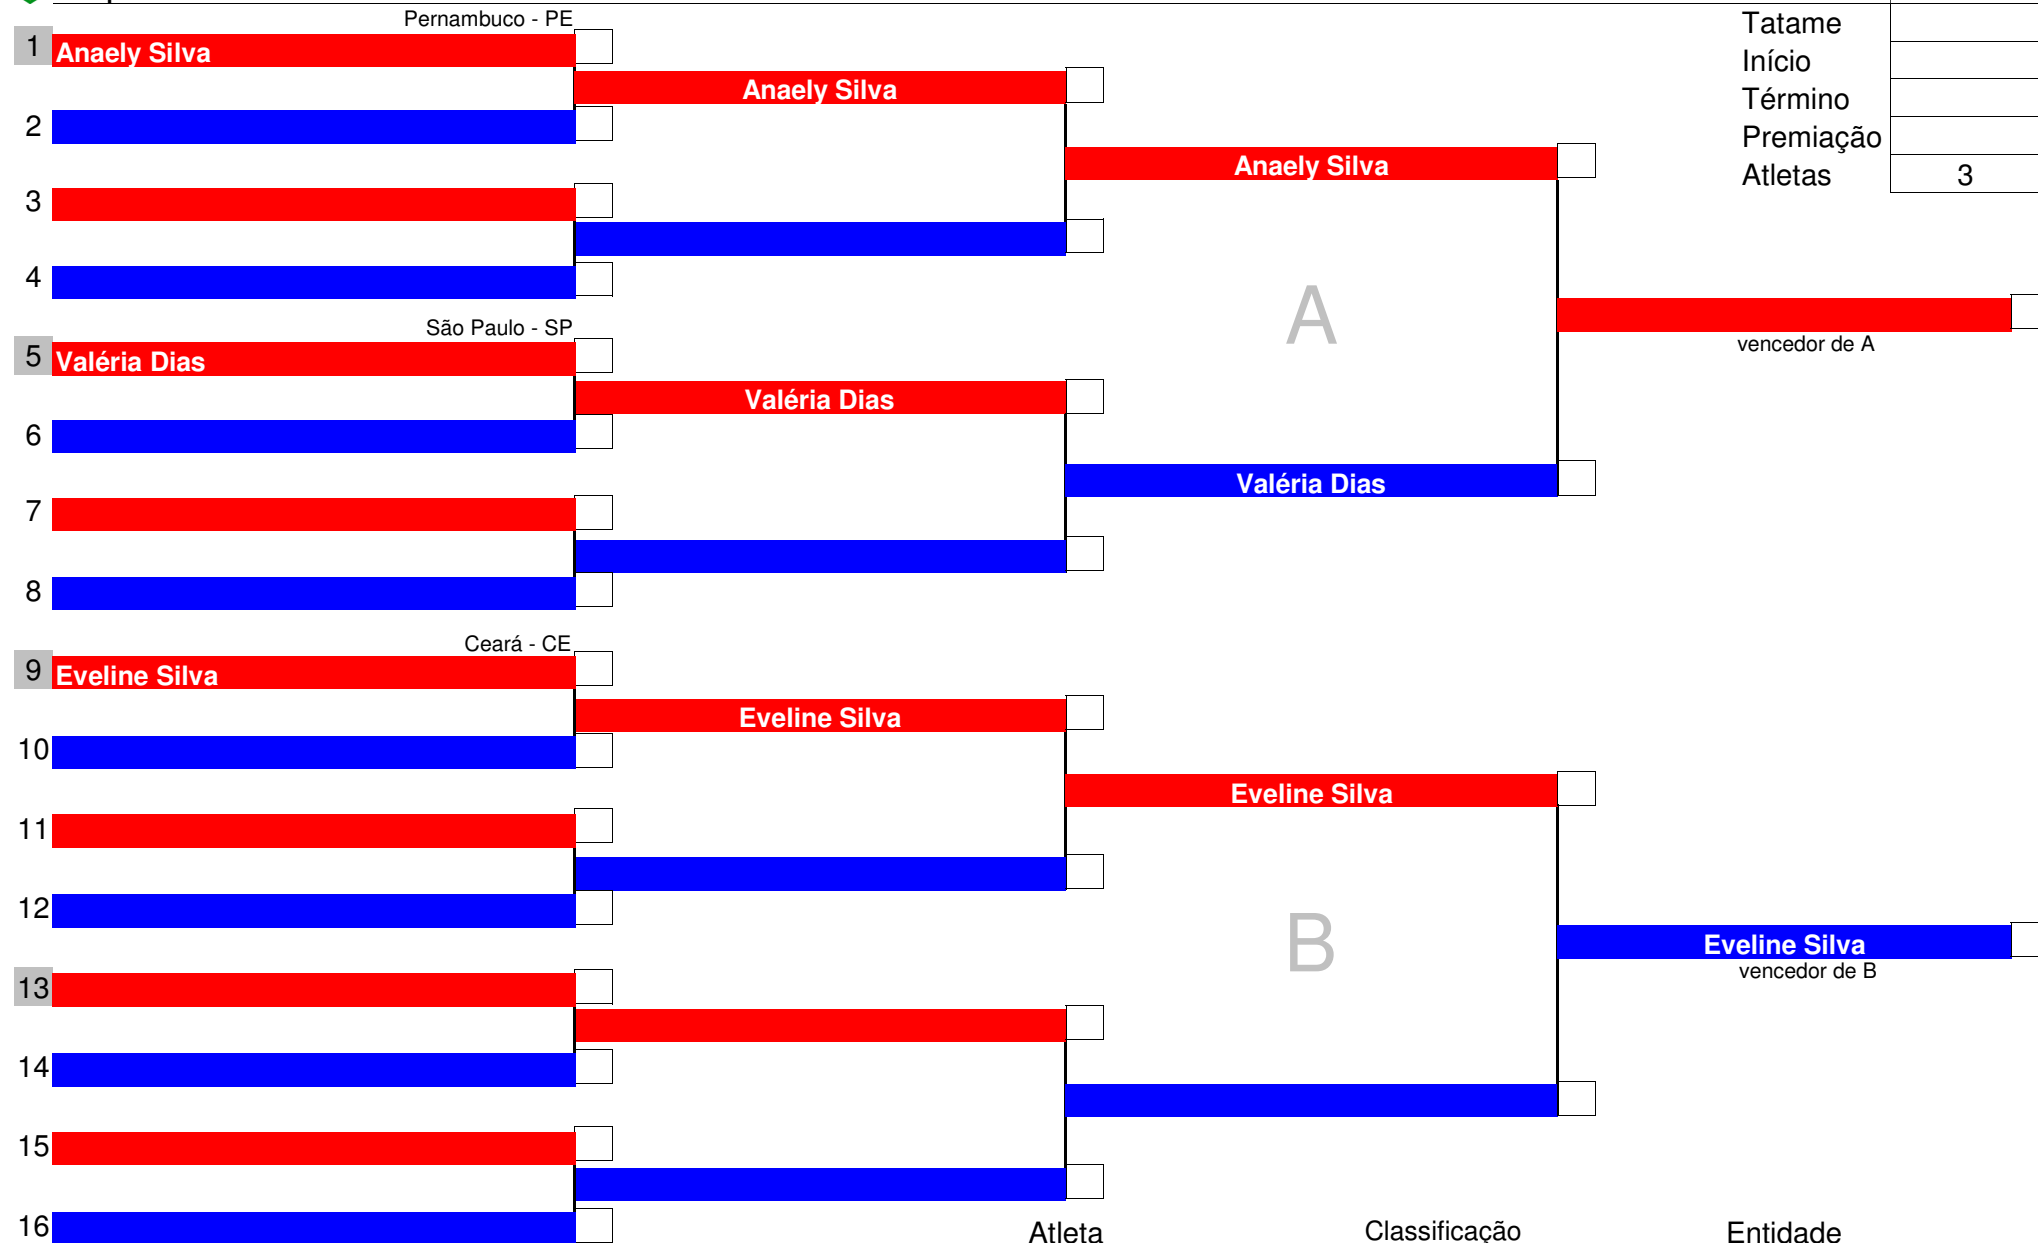 Pernambuco - PE
1 Anaely Silva
Anaely Silva
2
Anaely Silva
3
4
A
São Paulo - SP
5 Valéria Dias
vencedor de A
Valéria Dias
6
Valéria Dias
7
8
Ceará - CE
9 Eveline Silva
Eveline Silva
10
Eveline Silva
11
12
B
Eveline Silva
vencedor de B
13
14
15
16
Tatame
Início
Término
Premiação
Atletas 3
Atleta Classificação Entidade